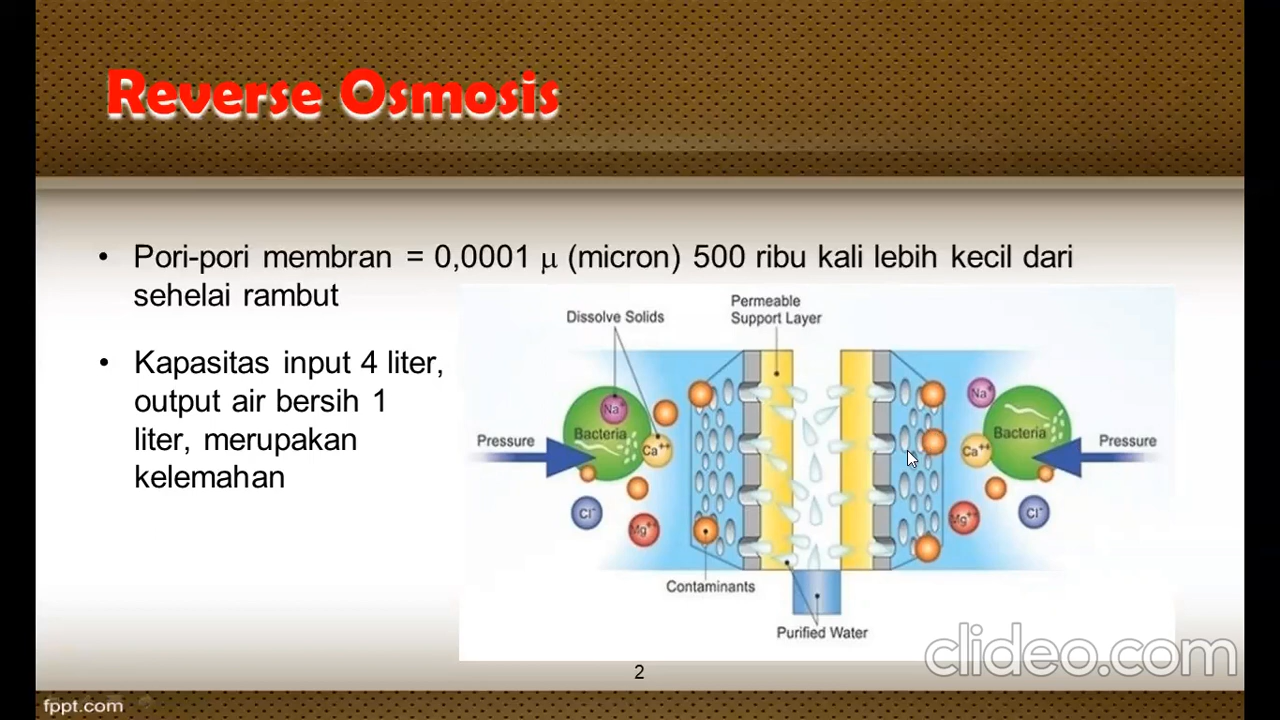 Reverse Osmosis
• Pori-pori membran = 0,0001 μ (micron) 500 ribu kali lebih kecil dari
sehelai rambut
• Kapasitas input 4 liter,
output air bersih 1
liter, merupakan
kelemahan
Dissolve Solids
Permeable
Support Layer
Na
Bacteria
Ca++
Pressure
Cl-
Mg++
Na
Bacteria
Ca++
Pressure
Mg++
Cl-
Contaminants
Purified Water
clideo.com
2
fppt.com